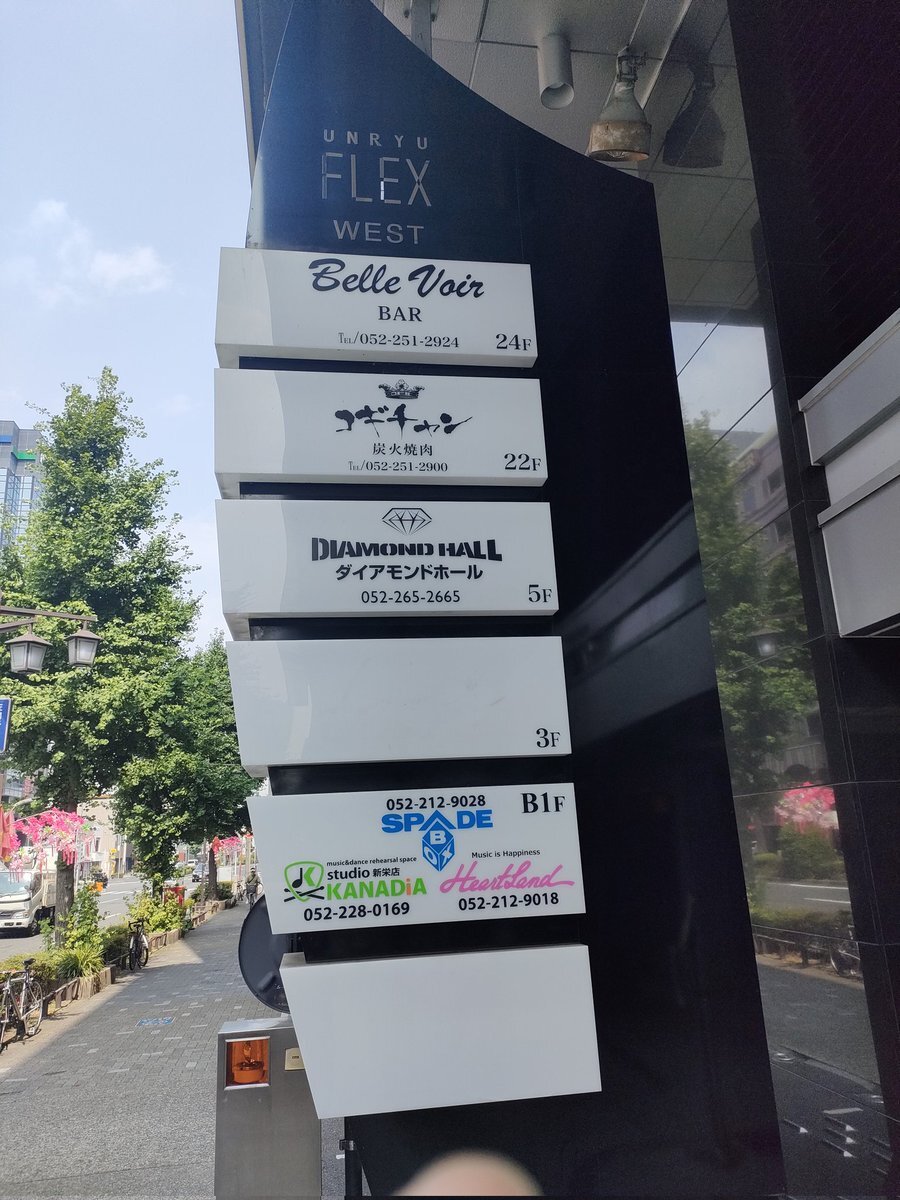 UNRYU
FLEX
WEST
Belle Voir
BAR
TEL/052-251-2924
24F
コギチャン
炭火焼肉
TEL/052-251-2900
22F
DIAMOND HALL
ダイアモンドホール
052-265-2665
5F
3F
052-212-9028
B1F
SPADE
BOX
music&dance rehearsal space
studio 新栄店
KANADiA
052-228-0169
Music is Happiness
HeartLand
052-212-9018